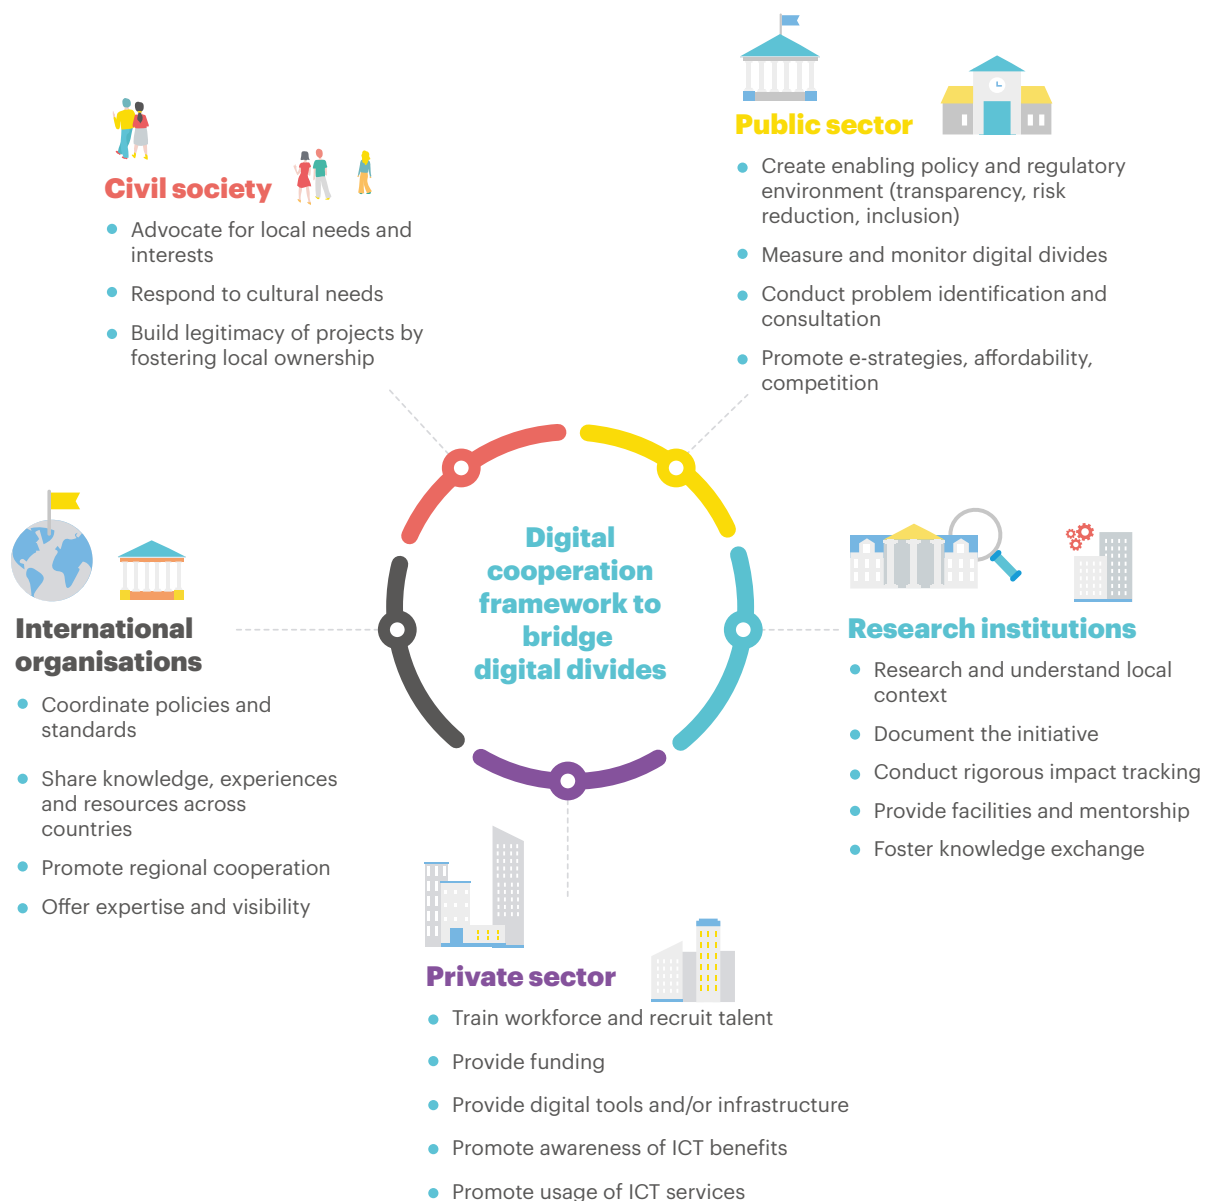 Civil society
• Advocate for local needs and
interests
• Respond to cultural needs
• Build legitimacy of projects by
fostering local ownership
Public sector
• Create enabling policy and regulatory
environment (transparency, risk
reduction, inclusion)
• Measure and monitor digital divides
• Conduct problem identification and
consultation
• Promote e-strategies, affordability,
competition
Digital
cooperation
framework to
bridge
digital divides
International
organisations
• Coordinate policies and
standards
• Share knowledge, experiences
and resources across
countries
• Promote regional cooperation
• Offer expertise and visibility
Research institutions
• Research and understand local
context
• Document the initiative
• Conduct rigorous impact tracking
• Provide facilities and mentorship
• Foster knowledge exchange
Private sector
• Train workforce and recruit talent
• Provide funding
• Provide digital tools and/or infrastructure
• Promote awareness of ICT benefits
• Promote usage of ICT services